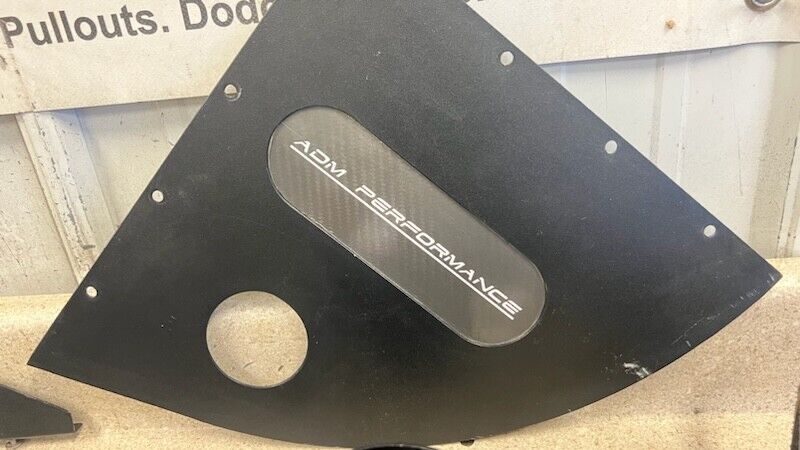 Pullouts. Dod
ADM PERFORMANCE